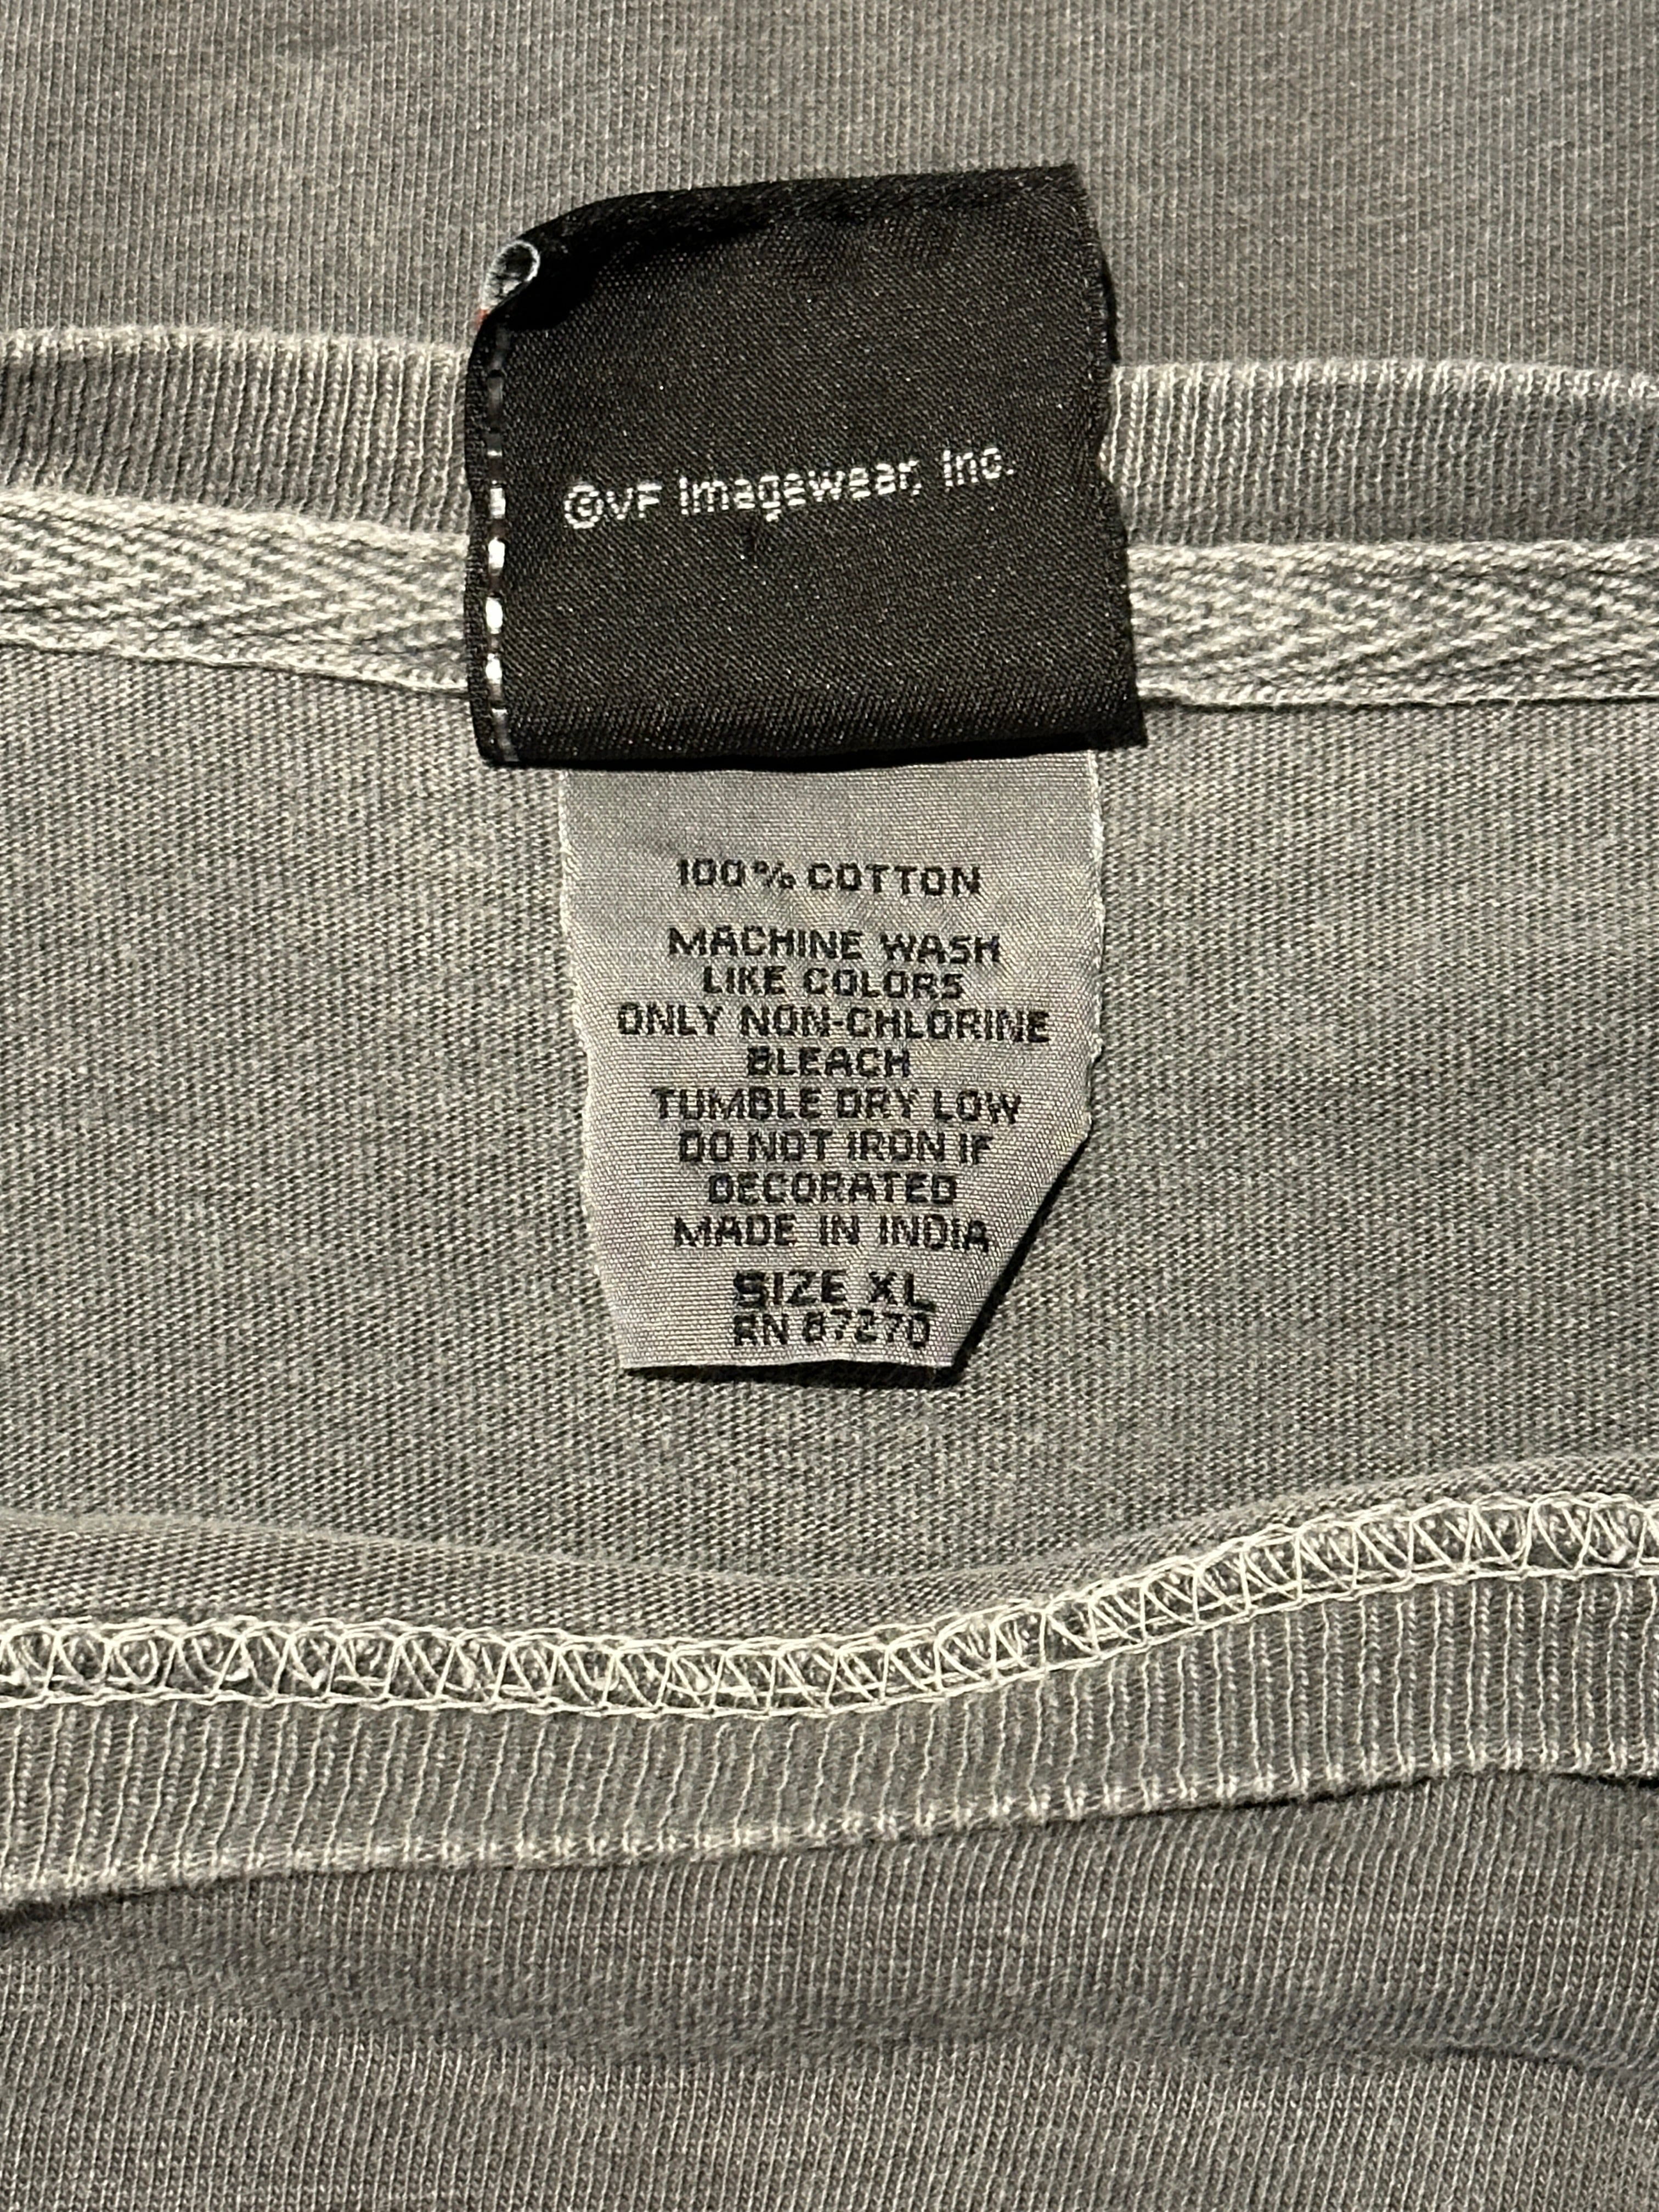 ©VF Imagewear, Inc.
100% COTTON
MACHINE WASH
LIKE COLORS
ONLY NON-CHLORINE
BLEACH
TUMBLE DRY LOW
DO NOT IRON IF
DECORATED
MADE IN INDIA
SIZE XL
RN 87270